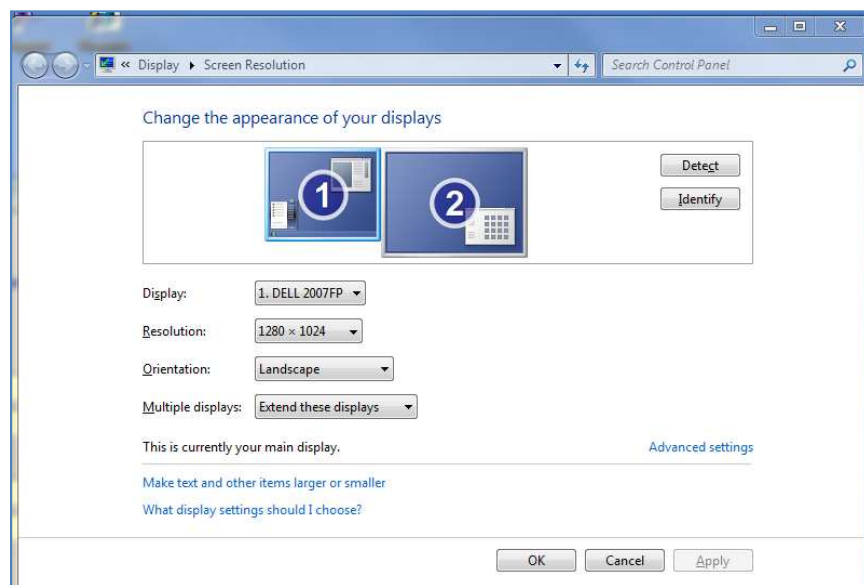 « Display ▸ Screen Resolution Search Control Panel
Change the appearance of your displays
1 2
Detect
Identify
Display: 1. DELL 2007FP
Resolution: 1280 × 1024
Orientation: Landscape
Multiple displays: Extend these displays
This is currently your main display. Advanced settings
Make text and other items larger or smaller
What display settings should I choose?
OK Cancel Apply